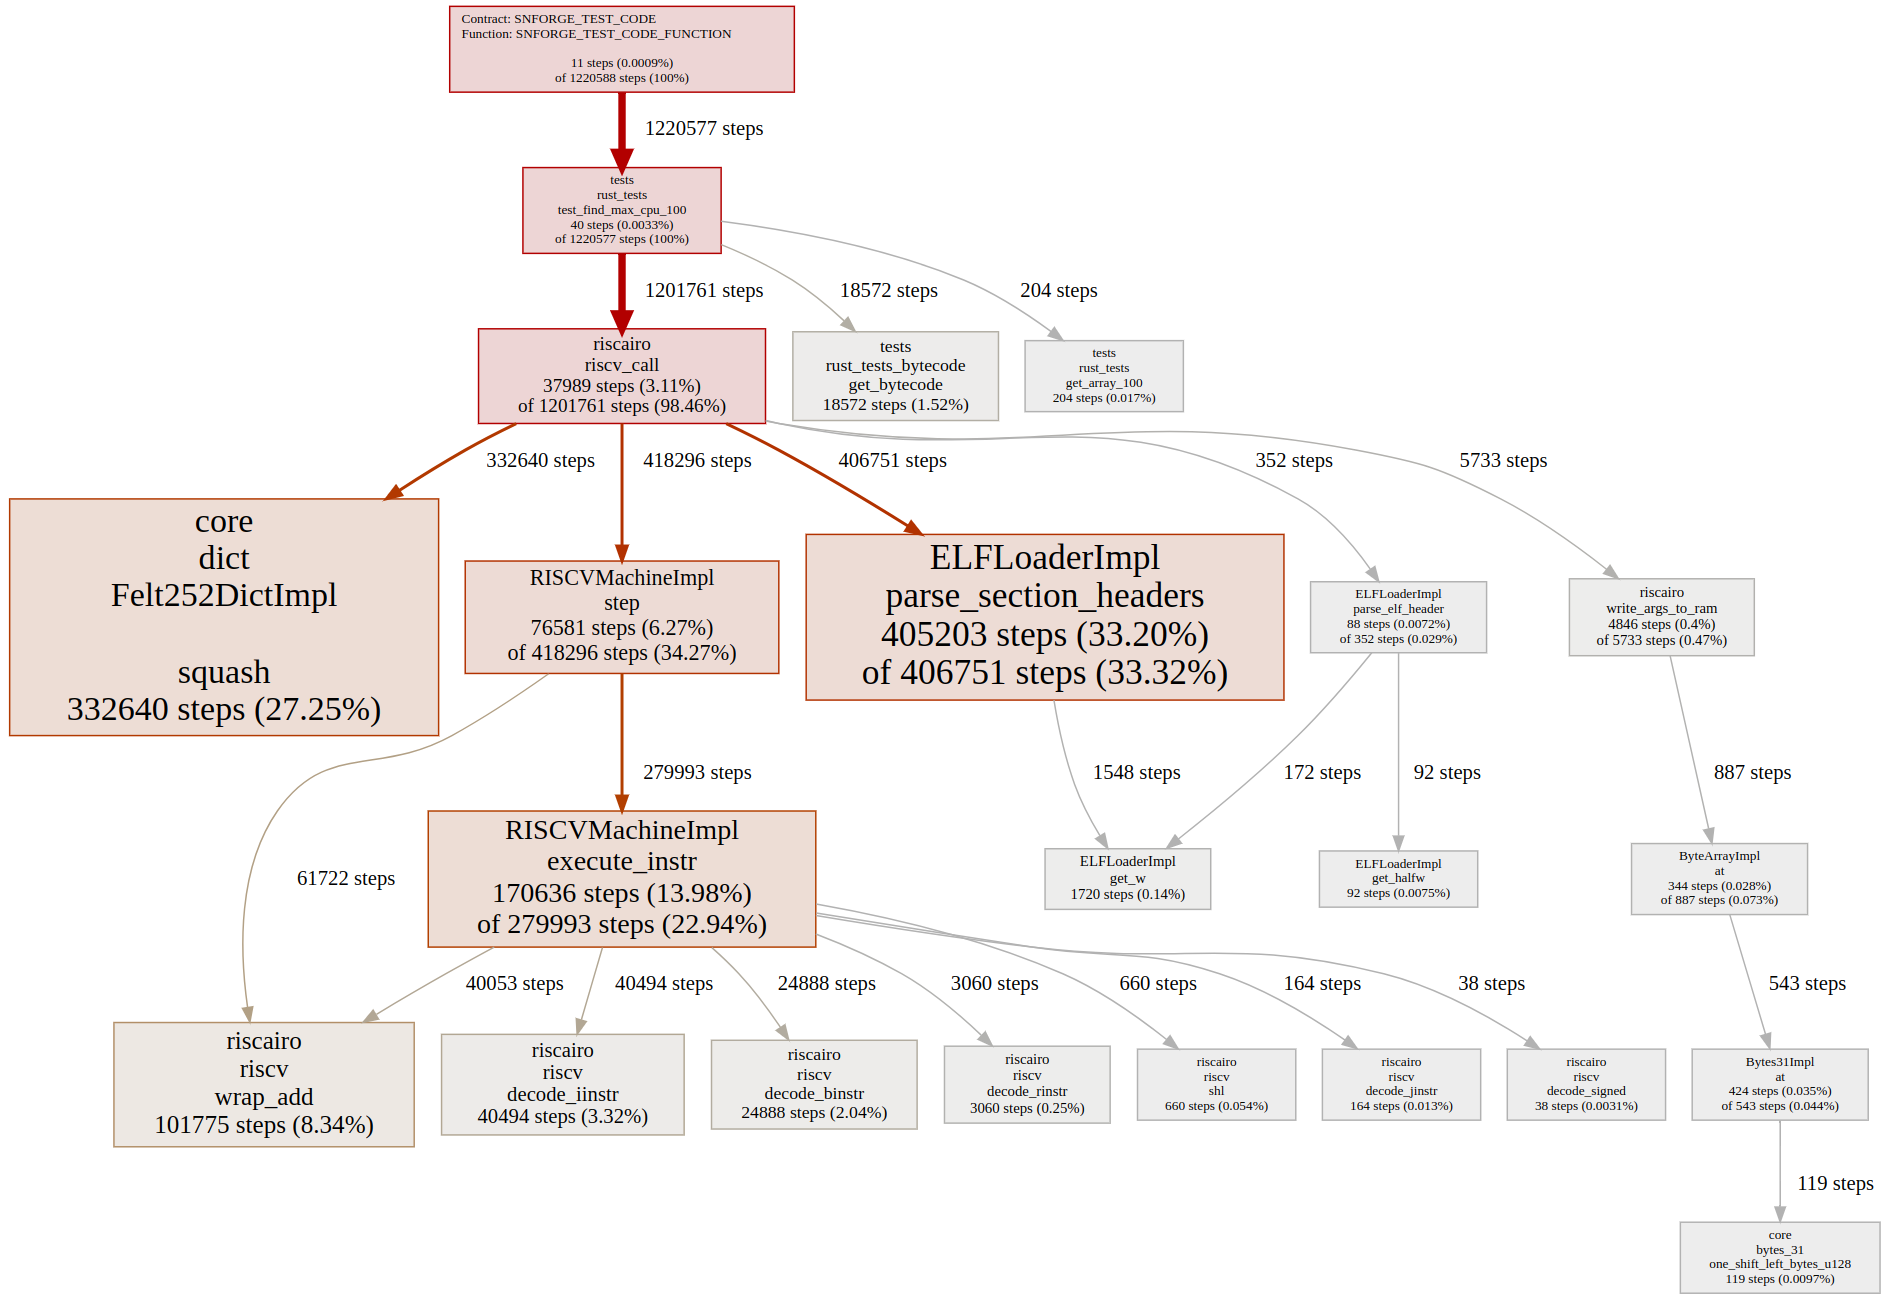 Contract: SNFORGE_TEST_CODE
Function: SNFORGE_TEST_CODE_FUNCTION
11 steps (0.0009%)
of 1220588 steps (100%)
1220577 steps
tests
rust_tests
test_find_max_cpu_100
40 steps (0.0033%)
of 1220577 steps (100%)
1201761 steps
18572 steps
204 steps
riscairo
riscv_call
37989 steps (3.11%)
of 1201761 steps (98.46%)
tests
rust_tests_bytecode
get_bytecode
18572 steps (1.52%)
tests
rust_tests
get_array_100
204 steps (0.017%)
332640 steps
418296 steps
406751 steps
352 steps
5733 steps
core
dict
Felt252DictImpl
squash
332640 steps (27.25%)
RISCVMachineImpl
step
76581 steps (6.27%)
of 418296 steps (34.27%)
ELFLoaderImpl
parse_section_headers
405203 steps (33.20%)
of 406751 steps (33.32%)
ELFLoaderImpl
parse_elf_header
88 steps (0.0072%)
of 352 steps (0.029%)
riscairo
write_args_to_ram
4846 steps (0.4%)
of 5733 steps (0.47%)
279993 steps
1548 steps
172 steps
92 steps
887 steps
61722 steps
RISCVMachineImpl
execute_instr
170636 steps (13.98%)
of 279993 steps (22.94%)
ELFLoaderImpl
get_w
1720 steps (0.14%)
ELFLoaderImpl
get_halfw
92 steps (0.0075%)
ByteArrayImpl
at
344 steps (0.028%)
of 887 steps (0.073%)
40053 steps
40494 steps
24888 steps
3060 steps
660 steps
164 steps
38 steps
543 steps
riscairo
riscv
wrap_add
101775 steps (8.34%)
riscairo
riscv
decode_iinstr
40494 steps (3.32%)
riscairo
riscv
decode_binstr
24888 steps (2.04%)
riscairo
riscv
decode_rinstr
3060 steps (0.25%)
riscairo
riscv
shl
660 steps (0.054%)
riscairo
riscv
decode_jinstr
164 steps (0.013%)
riscairo
riscv
decode_signed
38 steps (0.0031%)
Bytes31Impl
at
424 steps (0.035%)
of 543 steps (0.044%)
119 steps
core
bytes_31
one_shift_left_bytes_u128
119 steps (0.0097%)